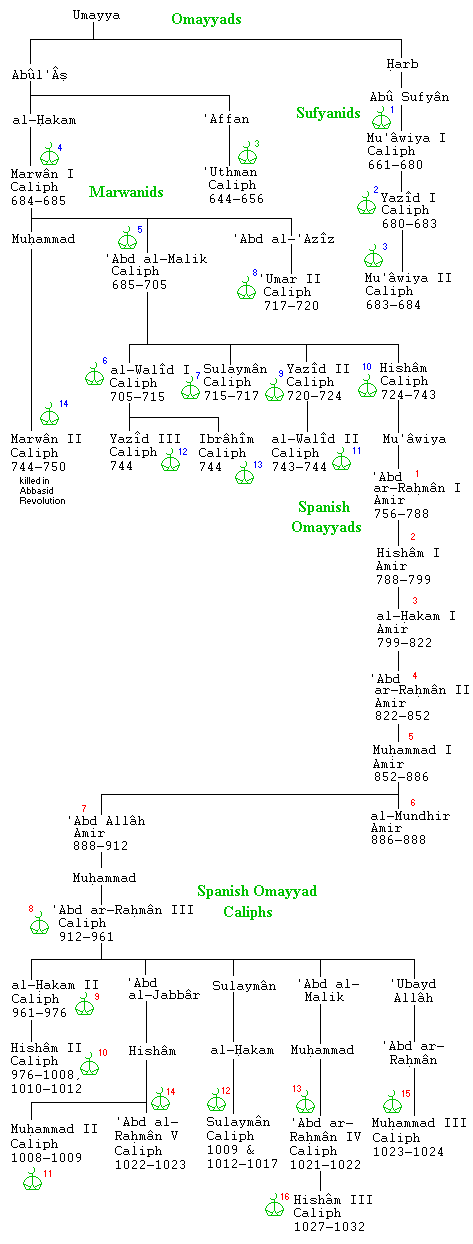 Umayya
Omayyads
Abûl'Âṣ
Ḥarb
al-Hakam
'Affan
Sufyanids
Abû Sufyân
1
Mu'âwiya I
Caliph
661-680
4
Marwân I
Caliph
684-685
3
'Uthman
Caliph
644-656
Marwanids
2
Yazîd I
Caliph
680-683
Muḥammad
5
'Abd al-Malik
Caliph
685-705
'Abd al-'Azîz
8
'Umar II
Caliph
717-720
3
Mu'âwiya II
Caliph
683-684
6
al-Walîd I
Caliph
705-715
7
Sulaymân
Caliph
715-717
9
Yazîd II
Caliph
720-724
10
Hishâm
Caliph
724-743
14
Marwân II
Caliph
744-750
killed in
Abbasid
Revolution
Yazîd III
Caliph
744
12
Ibrâhîm
Caliph
744
13
al-Walîd II
Caliph
743-744
11
Mu'âwiya
Spanish
Omayyads
1
'Abd
ar-Raḥmân I
Amir
756-788
2
Hishâm I
Amir
788-799
3
al-Hakam I
Amir
799-822
4
'Abd
ar-Raḥmân II
Amir
822-852
5
Muḥammad I
Amir
852-886
7
'Abd Allâh
Amir
888-912
6
al-Mundhir
Amir
886-888
Muḥammad
Spanish Omayyad
Caliphs
8
'Abd ar-Raḥmân III
Caliph
912-961
al-Hakam II
Caliph
961-976
9
'Abd
al-Jabbâr
Sulaymân
'Abd al-
Malik
'Ubayd
Allâh
Hishâm II
Caliph
976-1008,
1010-1012
10
Hishâm
al-Hakam
Muḥammad
'Abd ar-
Raḥmân
Muḥammad II
Caliph
1008-1009
11
14
'Abd al-
Raḥmân V
Caliph
1022-1023
12
Sulaymân
Caliph
1009 &
1012-1017
13
'Abd ar-
Raḥmân IV
Caliph
1021-1022
15
Muḥammad III
Caliph
1023-1024
16
Hishâm III
Caliph
1027-1032